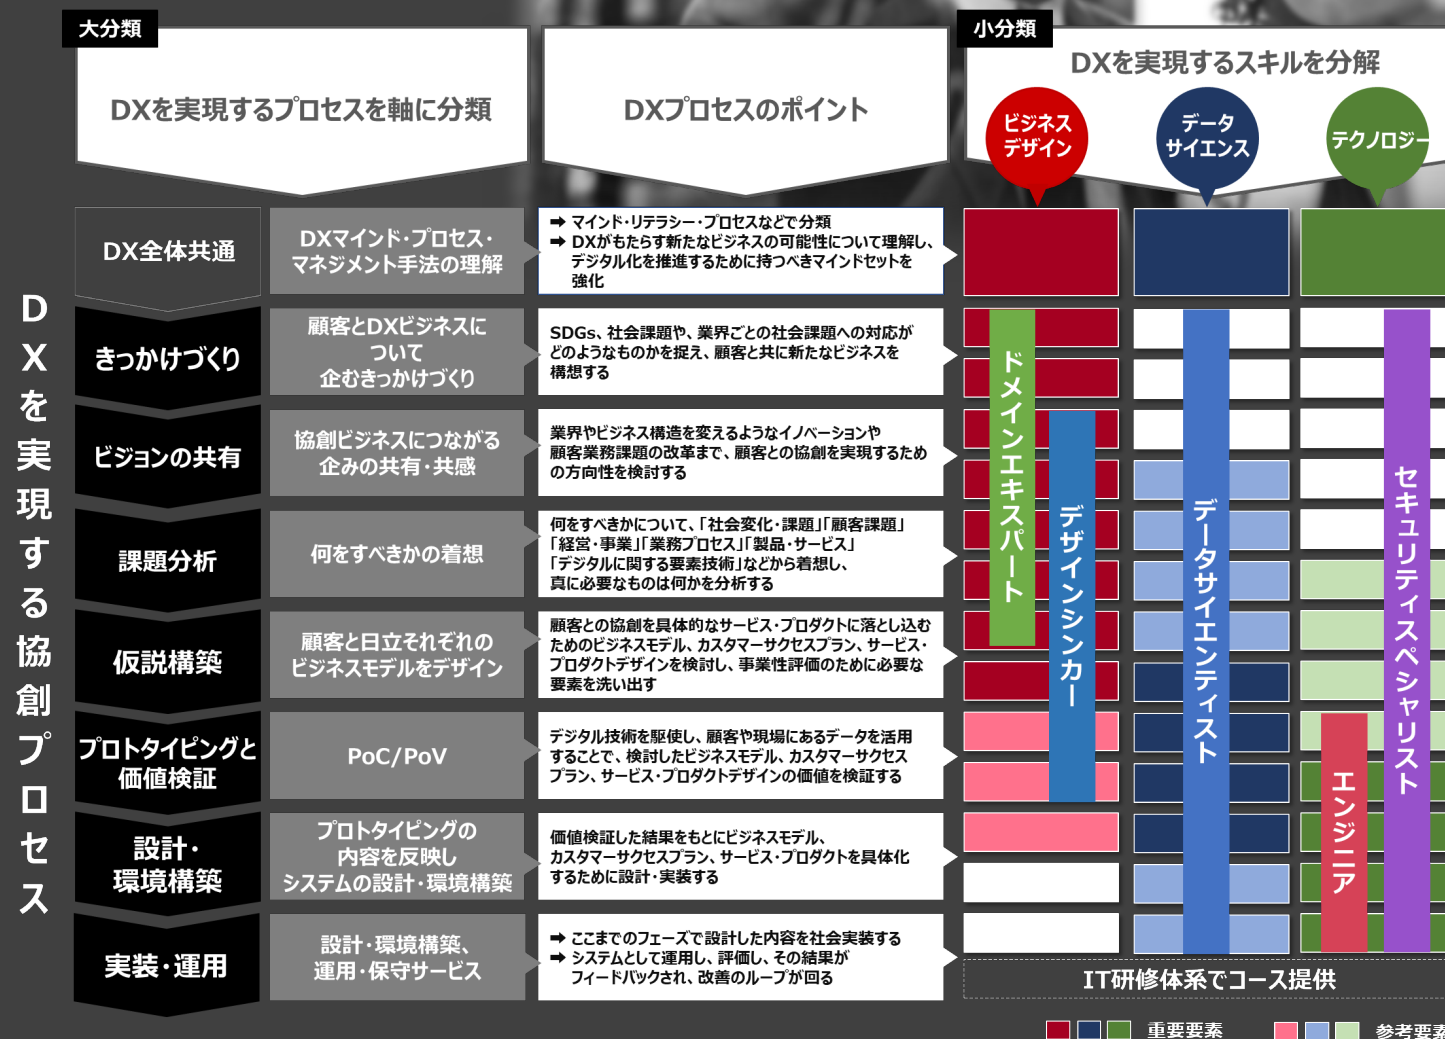 大分類
DXを実現するプロセスを軸に分類
DXプロセスのポイント
小分類
DXを実現するスキルを分解
ビジネス
デザイン
データ
サイエンス
テクノロジー
DXを実現する協創プロセス
DX全体共通
DXマインド・プロセス・
マネジメント手法の理解
➡ マインド・リテラシー・プロセスなどで分類
➡ DXがもたらす新たなビジネスの可能性について理解し、
デジタル化を推進するために持つべきマインドセットを
強化
きっかけづくり
顧客とDXビジネスに
ついて
企むきっかけづくり
SDGs、社会課題や、業界ごとの社会課題への対応が
どのようなものかを捉え、顧客と共に新たなビジネスを
構想する
ビジョンの共有
協創ビジネスにつながる
企みの共有・共感
業界やビジネス構造を変えるようなイノベーションや
顧客業務課題の改革まで、顧客との協創を実現するため
の方向性を検討する
課題分析
何をすべきかの着想
何をすべきかについて、「社会変化・課題」「顧客課題」
「経営・事業」「業務プロセス」「製品・サービス」
「デジタルに関する要素技術」などから着想し、
真に必要なものは何かを分析する
仮説構築
顧客と日立それぞれの
ビジネスモデルをデザイン
顧客との協創を具体的なサービス・プロダクトに落とし込む
ためのビジネスモデル、カスタマーサクセスプラン、サービス・
プロダクトデザインを検討し、事業性評価のために必要な
要素を洗い出す
プロトタイピングと
価値検証
PoC/PoV
デジタル技術を駆使し、顧客や現場にあるデータを活用
することで、検討したビジネスモデル、カスタマーサクセス
プラン、サービス・プロダクトデザインの価値を検証する
設計・
環境構築
プロトタイピングの
内容を反映し
システムの設計・環境構築
価値検証した結果をもとにビジネスモデル、
カスタマーサクセスプラン、サービス・プロダクトを具体化
するために設計・実装する
実装・運用
設計・環境構築、
運用・保守サービス
➡ ここまでのフェーズで設計した内容を社会実装する
➡ システムとして運用し、評価し、その結果が
フィードバックされ、改善のループが回る
ドメインエキスパート
デザインシンカー
データサイエンティスト
エンジニア
セキュリティスペシャリスト
IT研修体系でコース提供
重要要素
参考要素